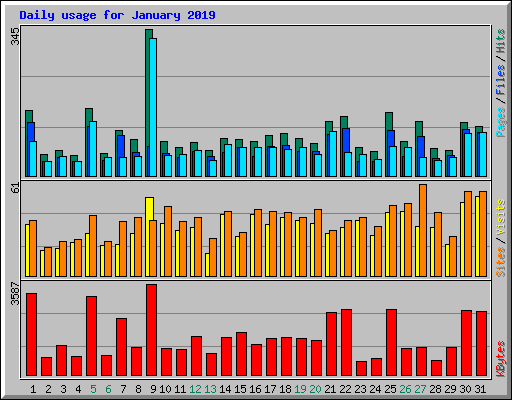 Daily usage for January 2019
345
Pages / Files / Hits
61
Sites / Visits
3587
KBytes
1 2 3 4 5 6 7 8 9 10 11 12 13 14 15 16 17 18 19 20 21 22 23 24 25 26 27 28 29 30 31